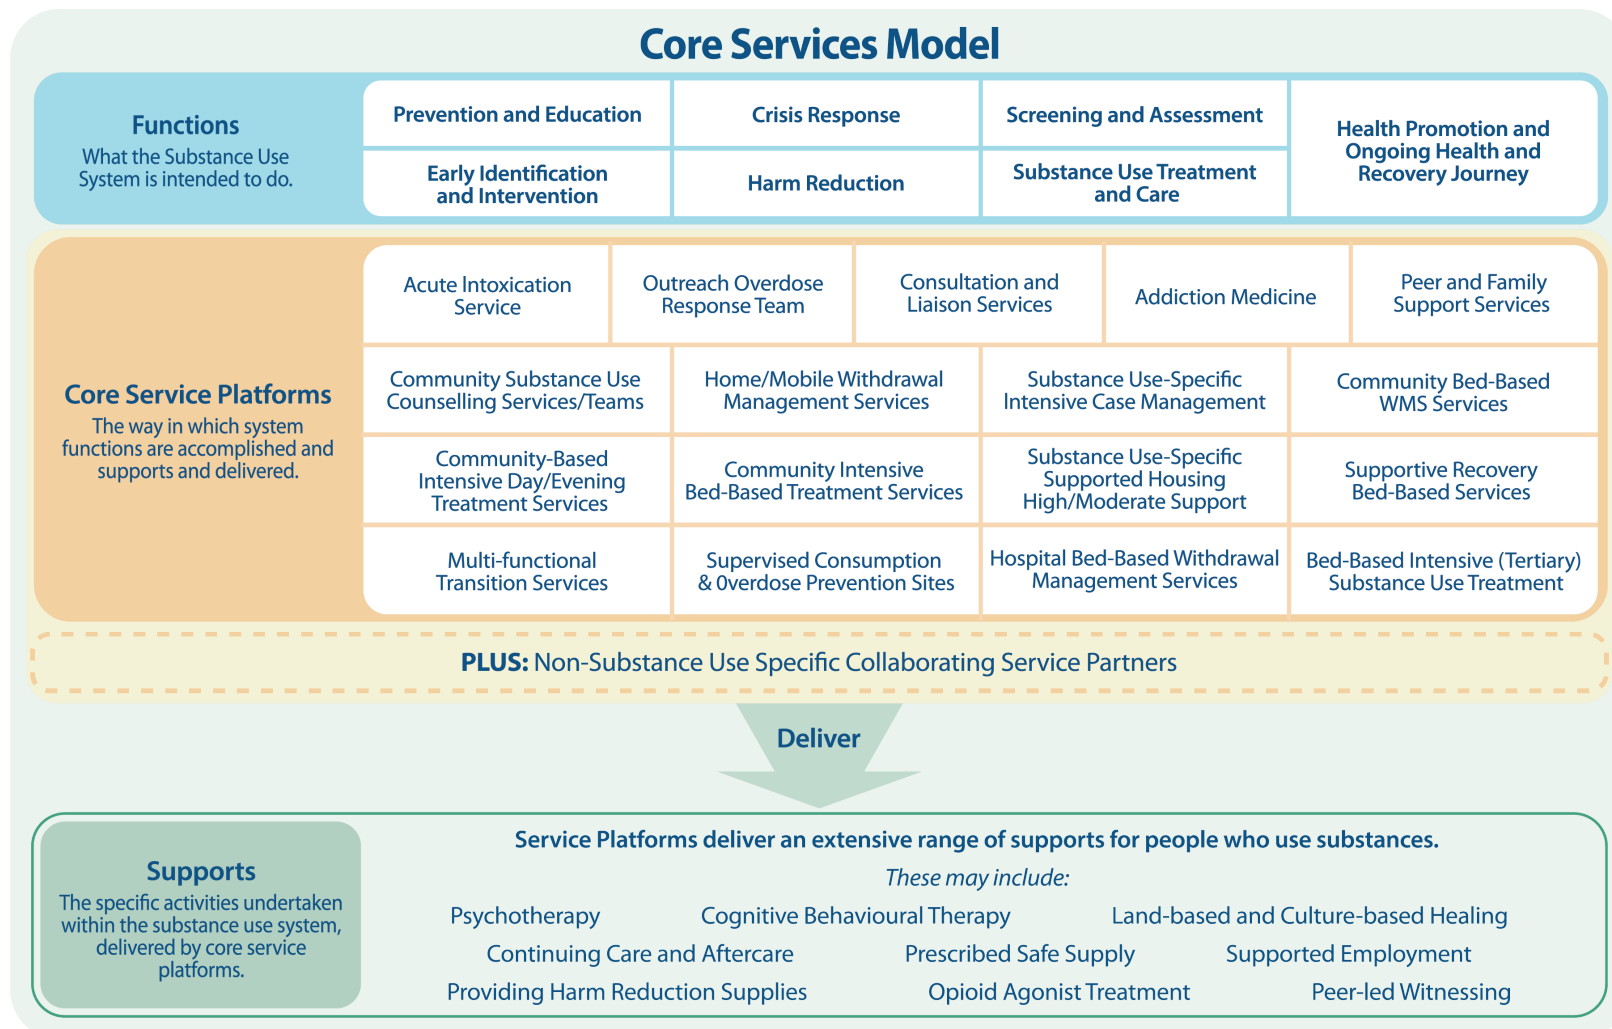 Core Services Model
Functions
What the Substance Use
System is intended to do.
Prevention and Education
Crisis Response
Screening and Assessment
Health Promotion and
Ongoing Health and
Recovery Journey
Early Identification
and Intervention
Harm Reduction
Substance Use Treatment
and Care
Core Service Platforms
The way in which system
functions are accomplished and
supports and delivered.
Acute Intoxication
Service
Outreach Overdose
Response Team
Consultation and
Liaison Services
Addiction Medicine
Peer and Family
Support Services
Community Substance Use
Counselling Services/Teams
Home/Mobile Withdrawal
Management Services
Substance Use-Specific
Intensive Case Management
Community Bed-Based
WMS Services
Community-Based
Intensive Day/Evening
Treatment Services
Community Intensive
Bed-Based Treatment Services
Substance Use-Specific
Supported Housing
High/Moderate Support
Supportive Recovery
Bed-Based Services
Multi-functional
Transition Services
Supervised Consumption
& 0verdose Prevention Sites
Hospital Bed-Based Withdrawal
Management Services
Bed-Based Intensive (Tertiary)
Substance Use Treatment
PLUS: Non-Substance Use Specific Collaborating Service Partners
Deliver
Supports
The specific activities undertaken
within the substance use system,
delivered by core service
platforms.
Service Platforms deliver an extensive range of supports for people who use substances.
These may include:
Psychotherapy
Cognitive Behavioural Therapy
Land-based and Culture-based Healing
Continuing Care and Aftercare
Prescribed Safe Supply
Supported Employment
Providing Harm Reduction Supplies
Opioid Agonist Treatment
Peer-led Witnessing